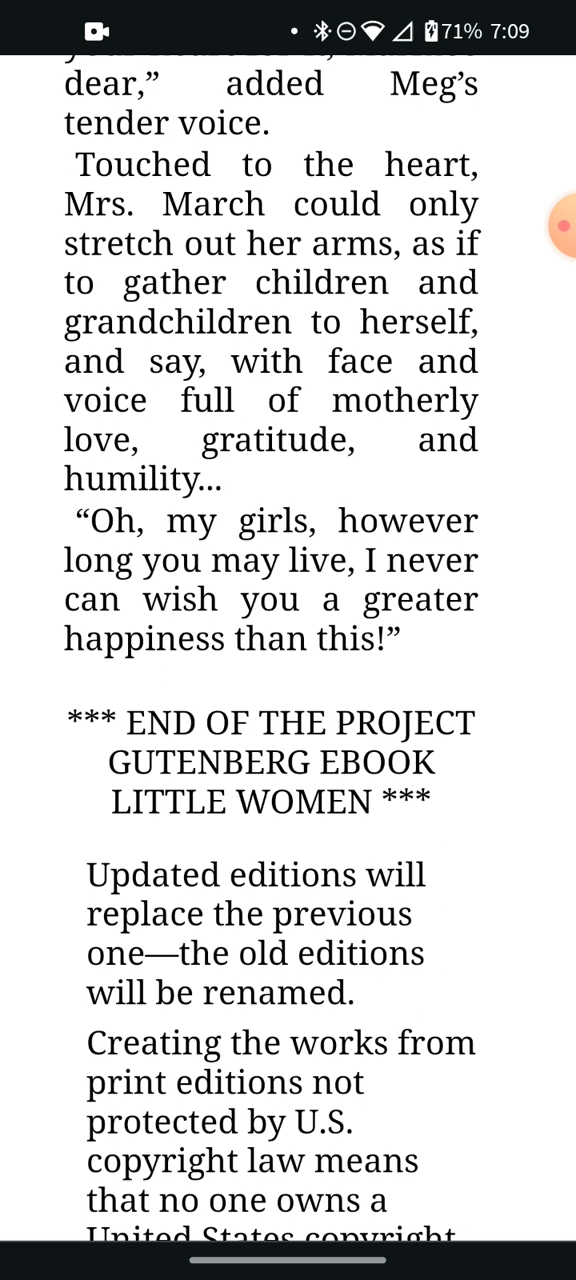 71% 7:09
dear,” added Meg’s
tender voice.
Touched to the heart,
Mrs. March could only
stretch out her arms, as if
to gather children and
grandchildren to herself,
and say, with face and
voice full of motherly
love, gratitude, and
humility...
“Oh, my girls, however
long you may live, I never
can wish you a greater
happiness than this!”
*** END OF THE PROJECT
GUTENBERG EBOOK
LITTLE WOMEN ***
Updated editions will
replace the previous
one—the old editions
will be renamed.
Creating the works from
print editions not
protected by U.S.
copyright law means
that no one owns a
United States copyright